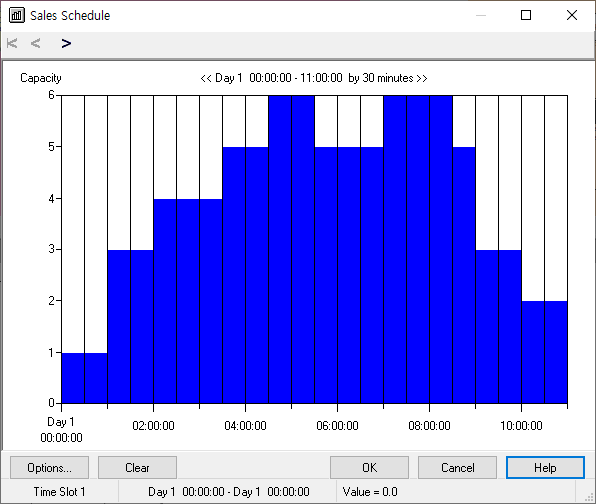 Sales Schedule
Capacity
<< Day 1 00:00:00 - 11:00:00 by 30 minutes >>
6
5
4
3
2
1
0
Day 1
00:00:00
02:00:00
04:00:00
06:00:00
08:00:00
10:00:00
Options...
Clear
OK
Cancel
Help
Time Slot 1
Day 1 00:00:00 - Day 1 00:00:00
Value = 0.0